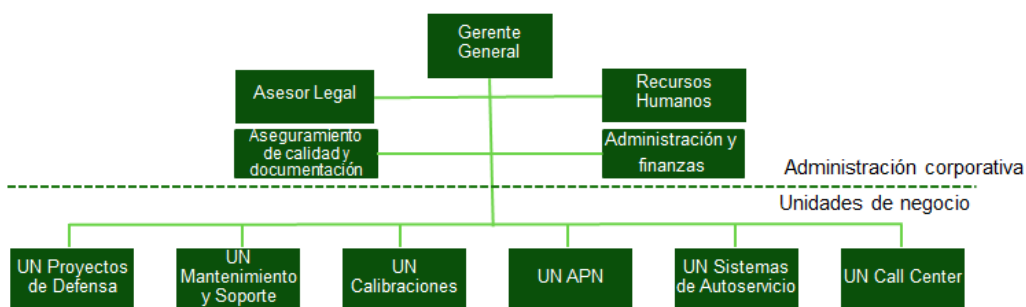 Gerente
General
Asesor Legal
Recursos
Humanos
Aseguramiento
de calidad y
documentación
Administración y
finanzas
Administración corporativa
Unidades de negocio
UN Proyectos
de Defensa
UN
Mantenimiento
y Soporte
UN
Calibraciones
UN APN
UN Sistemas
de Autoservicio
UN Call Center